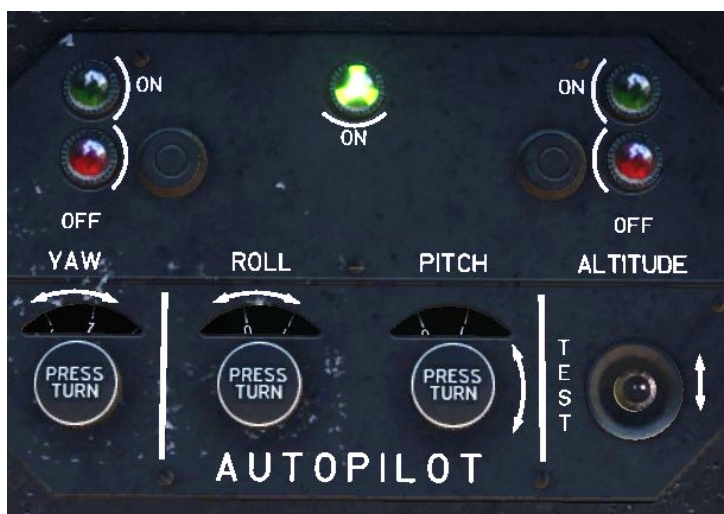 ON
ON
ON
OFF
OFF
YAW
ROLL
PITCH
ALTITUDE
PRESS
TURN
PRESS
TURN
PRESS
TURN
TEST
AUTOPILOT